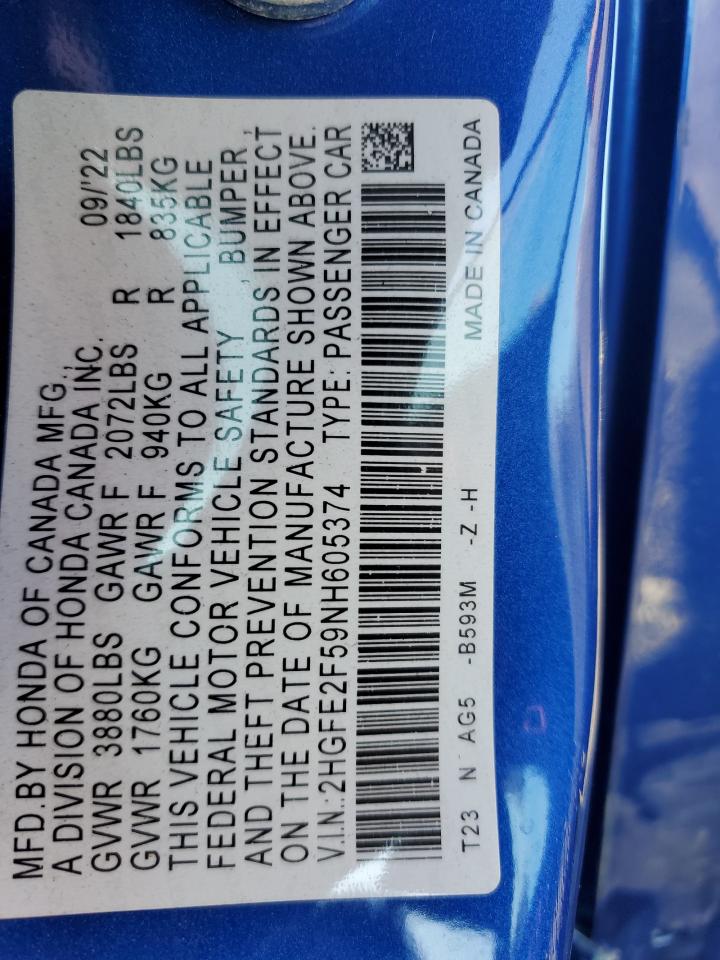 MFD.BY HONDA OF CANADA MFG.,
A DIVISION OF HONDA CANADA INC. 09/'22
GVWR 3880LBS GAWR F 2072LBS R 1840LBS
GVWR 1760KG GAWR F 940KG R 835KG
THIS VEHICLE CONFORMS TO ALL APPLICABLE
FEDERAL MOTOR VEHICLE SAFETY , BUMPER ,
AND THEFT PREVENTION STANDARDS IN EFFECT
ON THE DATE OF MANUFACTURE SHOWN ABOVE.
V.I.N.:2HGFE2F59NH605374 TYPE: PASSENGER CAR
T23 N AG5 -B593M -Z -H MADE IN CANADA